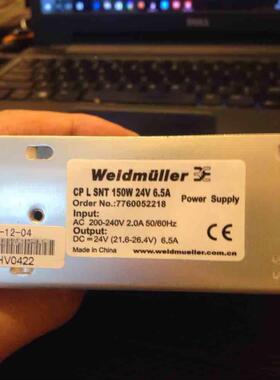 DELL
Weidmüller
CP L SNT 150W 24V 6.5A
Order No.:7760052218
Power Supply
Input:
AC 200-240V 2.0A 50/60Hz
Output:
DC=24V (21.6-26.4V) 6.5A
Made in China
www.weidmueller.com.cn
-12-04
HV0422